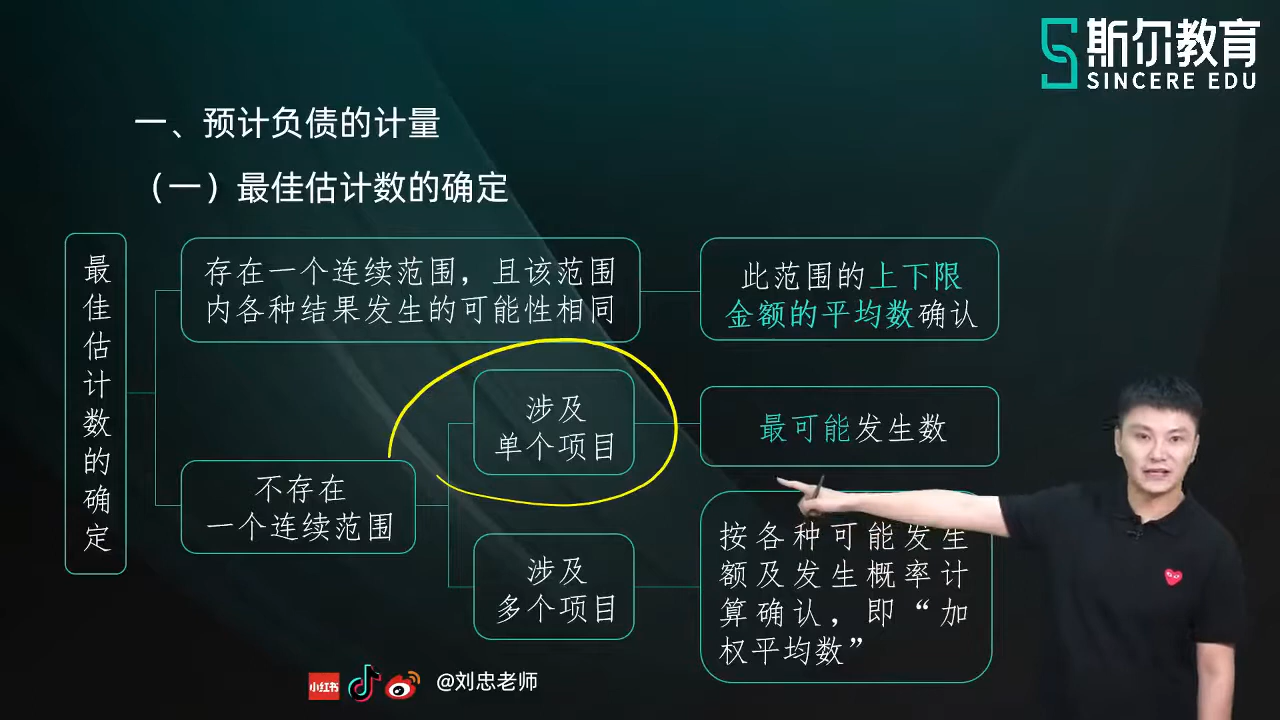 斯尔教育
SINCERE EDU
一、预计负债的计量
（一）最佳估计数的确定
最佳估计数的确定
存在一个连续范围，且该范围
内各种结果发生的可能性相同
此范围的上下限
金额的平均数确认
不存在
一个连续范围
涉及
单个项目
最可能发生数
涉及
多个项目
按各种可能发生
额及发生概率计
算确认，即“加
权平均数”
小红书
@刘忠老师